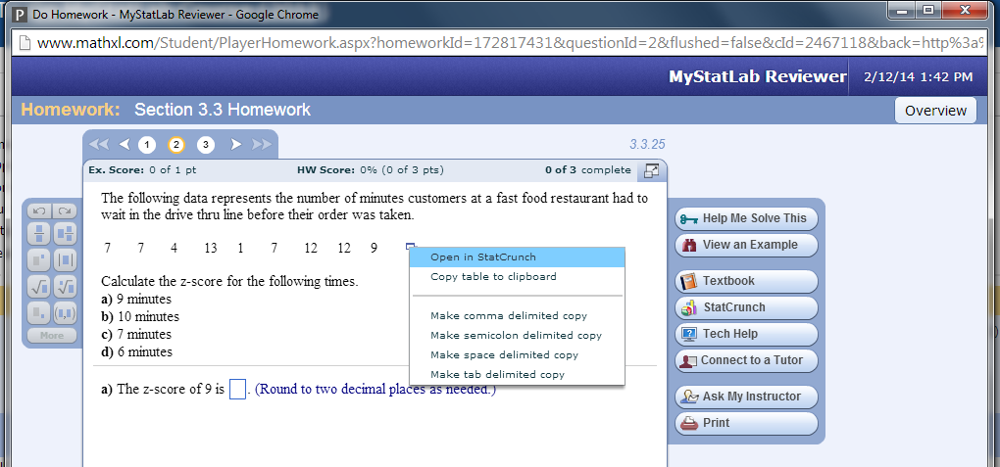 Do Homework - MyStatLab Reviewer - Google Chrome
www.mathxl.com/Student/PlayerHomework.aspx?homeworkId=172817431&questionId=2&flushed=false&cId=2467118&back=http%3a%
MyStatLab Reviewer 2/12/14 1:42 PM
Homework: Section 3.3 Homework
Overview
1 2 3
3.3.25
Ex. Score: 0 of 1 pt HW Score: 0% (0 of 3 pts) 0 of 3 complete
The following data represents the number of minutes customers at a fast food restaurant had to
wait in the drive thru line before their order was taken.
7 7 4 13 1 7 12 12 9
Open in StatCrunch
Copy table to clipboard
Make comma delimited copy
Make semicolon delimited copy
Make space delimited copy
Make tab delimited copy
Calculate the z-score for the following times.
a) 9 minutes
b) 10 minutes
c) 7 minutes
d) 6 minutes
a) The z-score of 9 is . (Round to two decimal places as needed.)
More
Help Me Solve This
View an Example
Textbook
StatCrunch
Tech Help
Connect to a Tutor
Ask My Instructor
Print